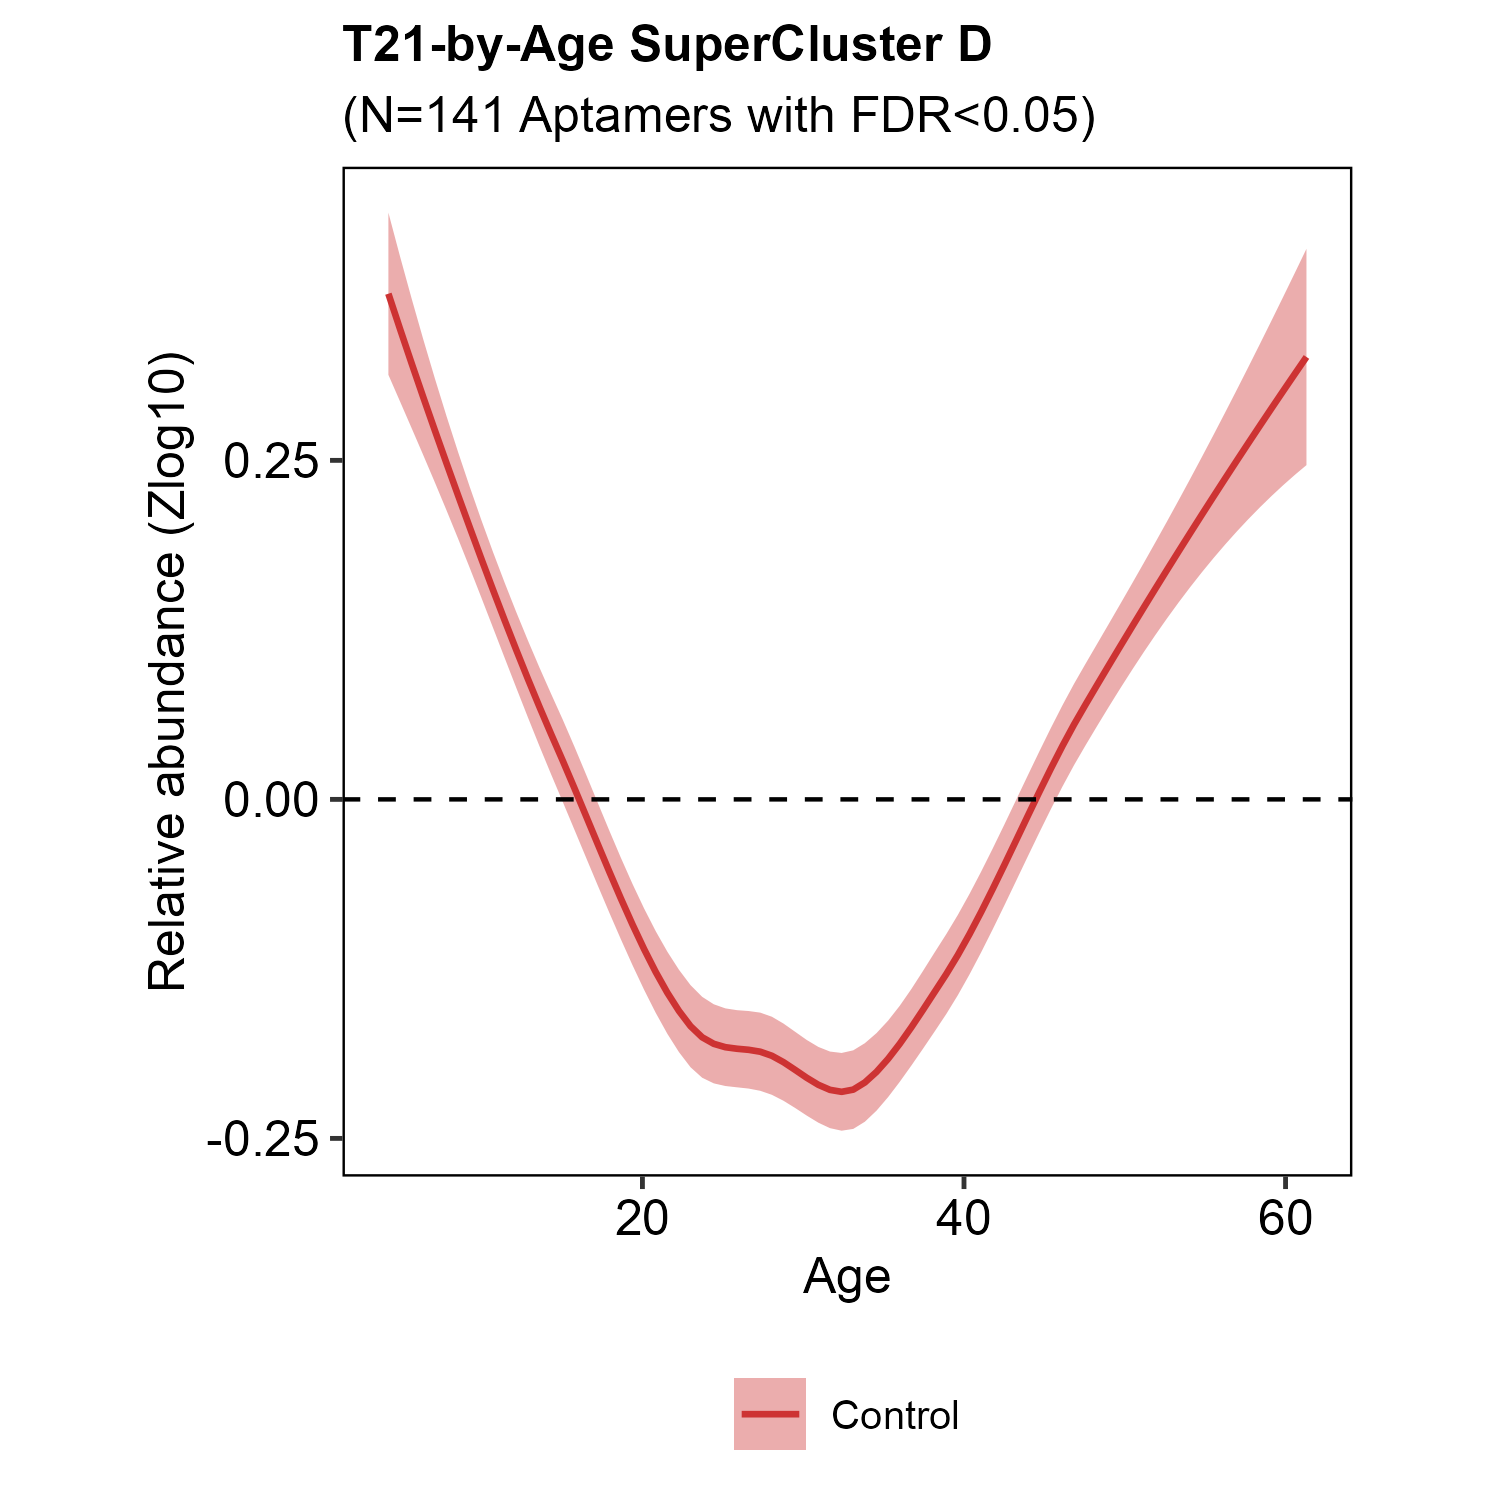 T21-by-Age SuperCluster D
(N=141 Aptamers with FDR<0.05)
Relative abundance (Zlog10)
0.25
0.00
-0.25
20 40 60
Age
Control